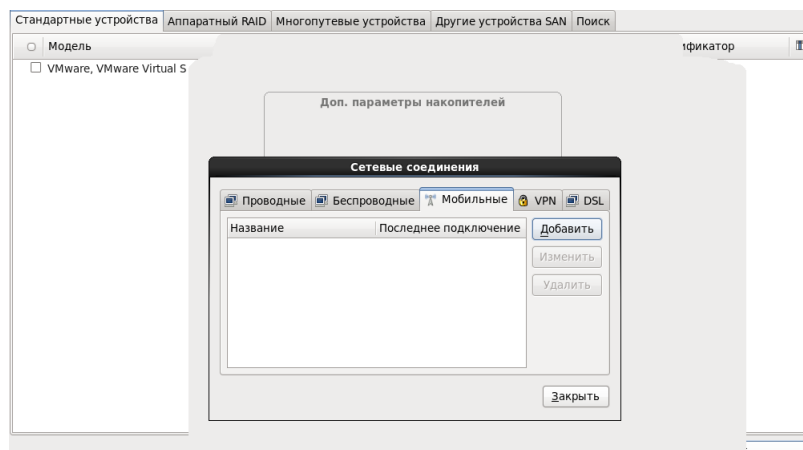 Стандартные устройства Аппаратный RAID Многопутевые устройства Другие устройства SAN Поиск
Модель
VMware, VMware Virtual S
Доп. параметры накопителей
Сетевые соединения
Проводные Беспроводные Мобильные VPN DSL
Название Последнее подключение
Добавить
Изменить
Удалить
Закрыть